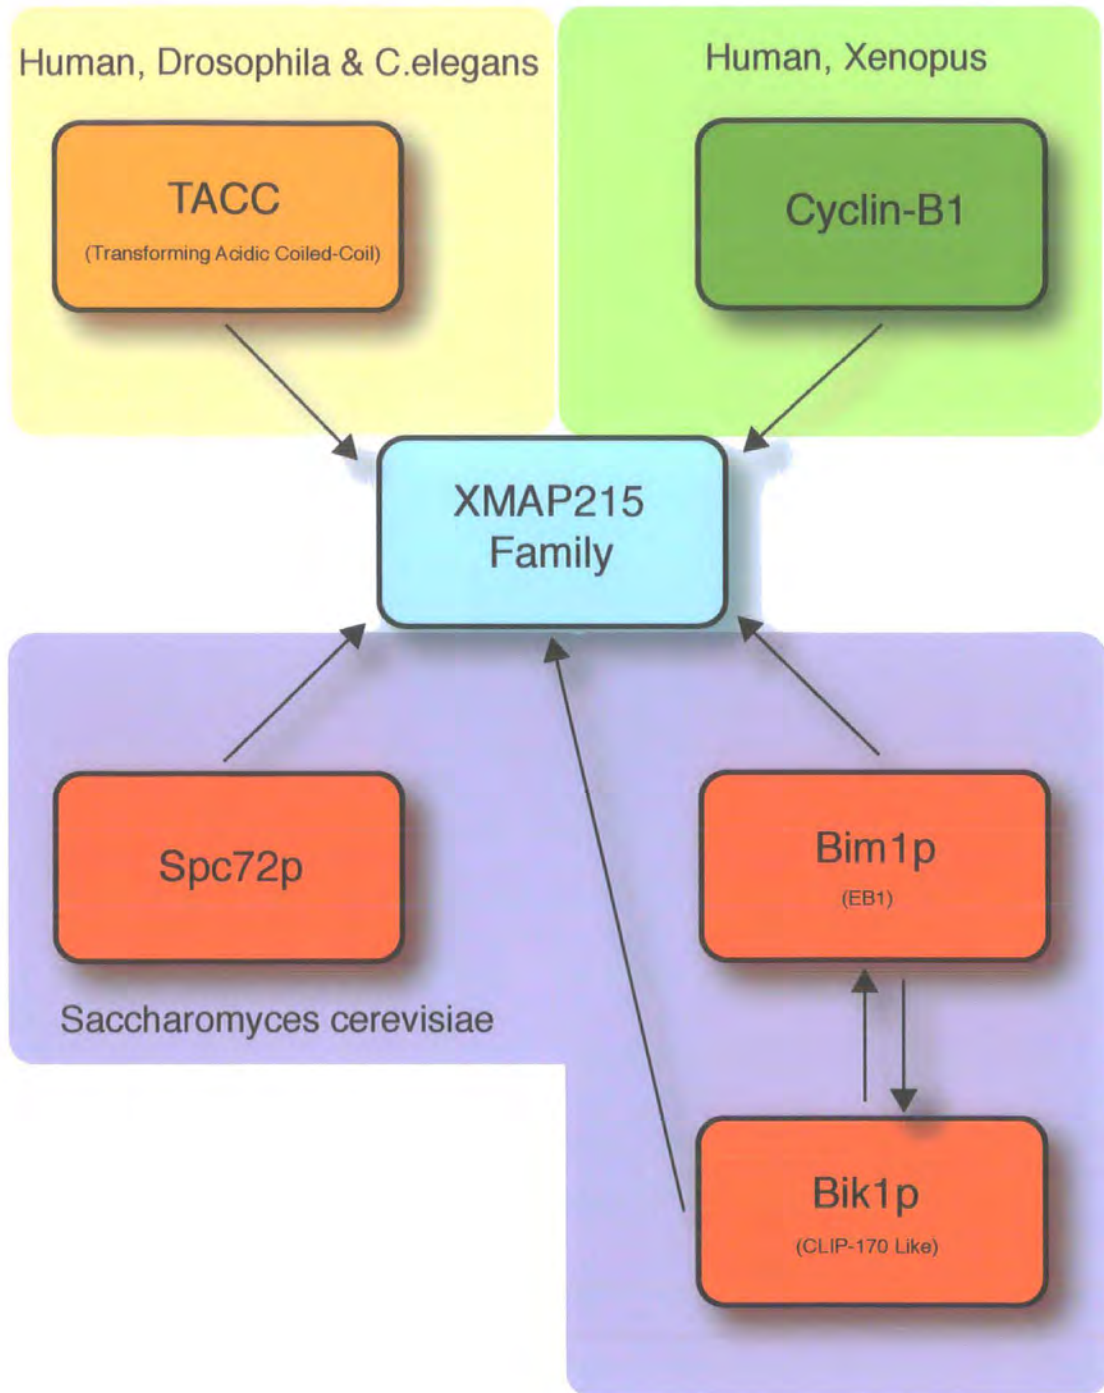 Human, Drosophila & C.elegans
TACC
(Transforming Acidic Coiled-Coil)
Human, Xenopus
Cyclin-B1
XMAP215
Family
Spc72p
Saccharomyces cerevisiae
Bim1p
(EB1)
Bik1p
(CLIP-170 Like)